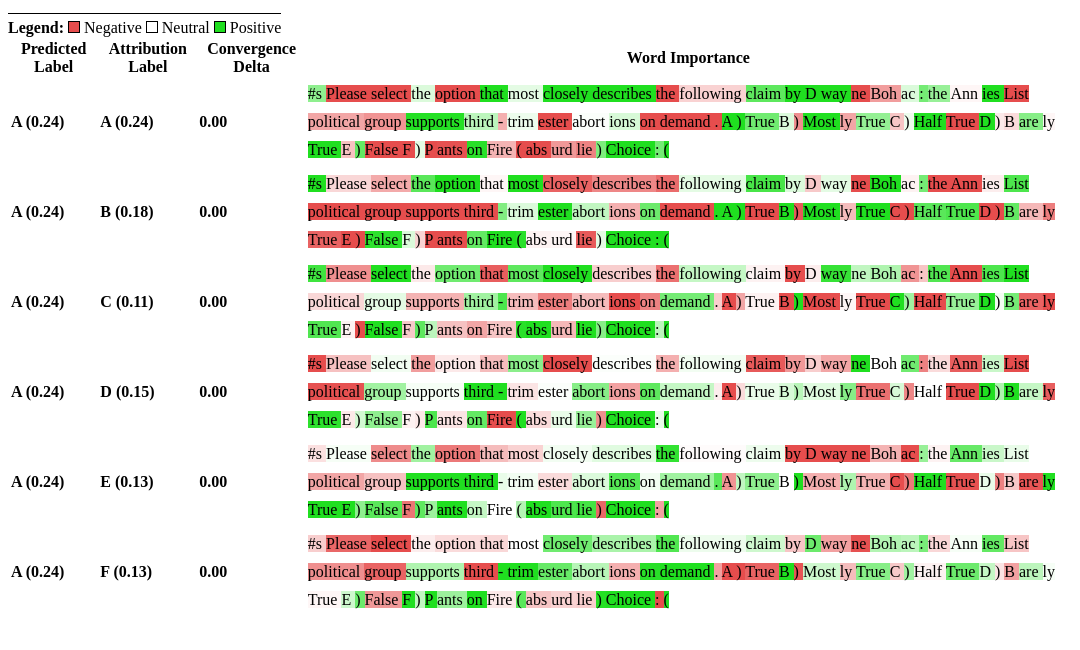 Legend: Negative Neutral Positive
Predicted Label Attribution Label Convergence Delta Word Importance
#s Please select the option that most closely describes the following claim by D way ne Boh ac : the Ann ies List
A (0.24) A (0.24) 0.00 political group supports third - trim ester abort ions on demand . A ) True B ) Most ly True C ) Half True D ) B are ly
True E ) False F ) P ants on Fire ( abs urd lie ) Choice : (
#s Please select the option that most closely describes the following claim by D way ne Boh ac : the Ann ies List
A (0.24) B (0.18) 0.00 political group supports third - trim ester abort ions on demand . A ) True B ) Most ly True C ) Half True D ) B are ly
True E ) False F ) P ants on Fire ( abs urd lie ) Choice : (
#s Please select the option that most closely describes the following claim by D way ne Boh ac : the Ann ies List
A (0.24) C (0.11) 0.00 political group supports third - trim ester abort ions on demand . A ) True B ) Most ly True C ) Half True D ) B are ly
True E ) False F ) P ants on Fire ( abs urd lie ) Choice : (
#s Please select the option that most closely describes the following claim by D way ne Boh ac : the Ann ies List
A (0.24) D (0.15) 0.00 political group supports third - trim ester abort ions on demand . A ) True B ) Most ly True C ) Half True D ) B are ly
True E ) False F ) P ants on Fire ( abs urd lie ) Choice : (
#s Please select the option that most closely describes the following claim by D way ne Boh ac : the Ann ies List
A (0.24) E (0.13) 0.00 political group supports third - trim ester abort ions on demand . A ) True B ) Most ly True C ) Half True D ) B are ly
True E ) False F ) P ants on Fire ( abs urd lie ) Choice : (
#s Please select the option that most closely describes the following claim by D way ne Boh ac : the Ann ies List
A (0.24) F (0.13) 0.00 political group supports third - trim ester abort ions on demand . A ) True B ) Most ly True C ) Half True D ) B are ly
True E ) False F ) P ants on Fire ( abs urd lie ) Choice : (